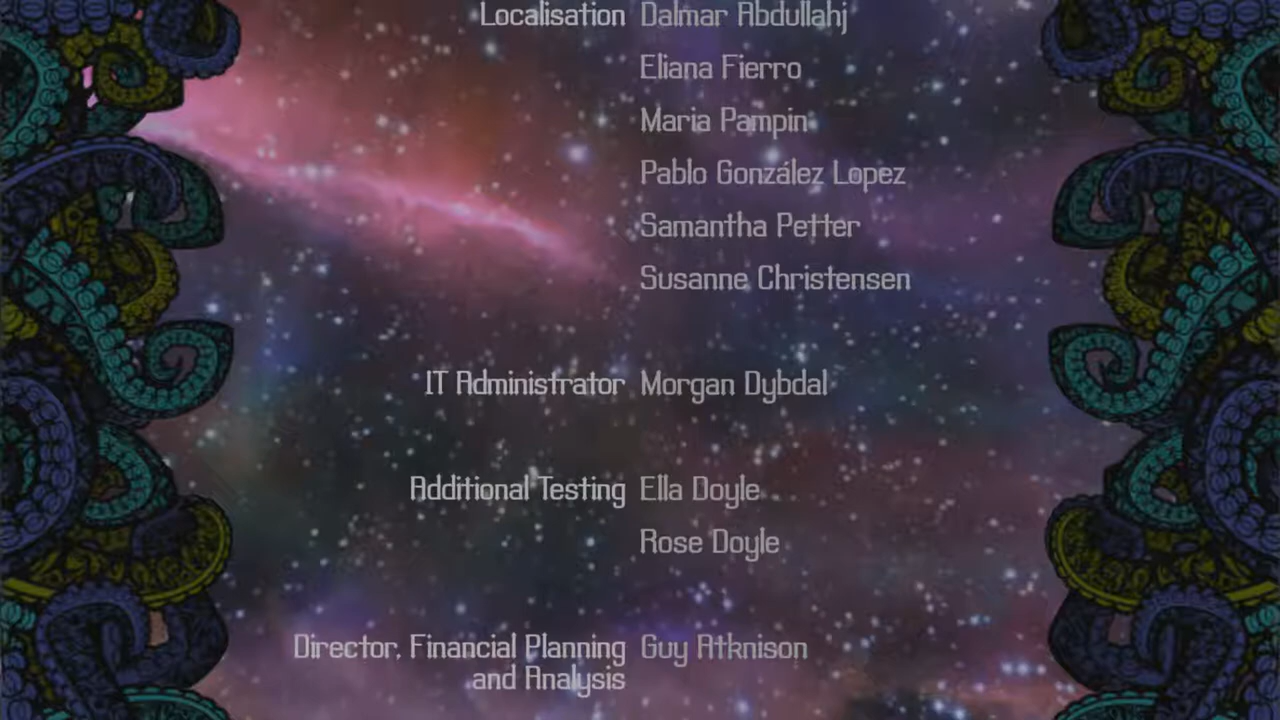 Localisation Dalmar Abdullahj
Eliana Fierro
Maria Pampin
Pablo González Lopez
Samantha Petter
Susanne Christensen
IT Administrator Morgan Dybdal
Additional Testing Ella Doyle
Rose Doyle
Director, Financial Planning Guy Atknison
and Analysis